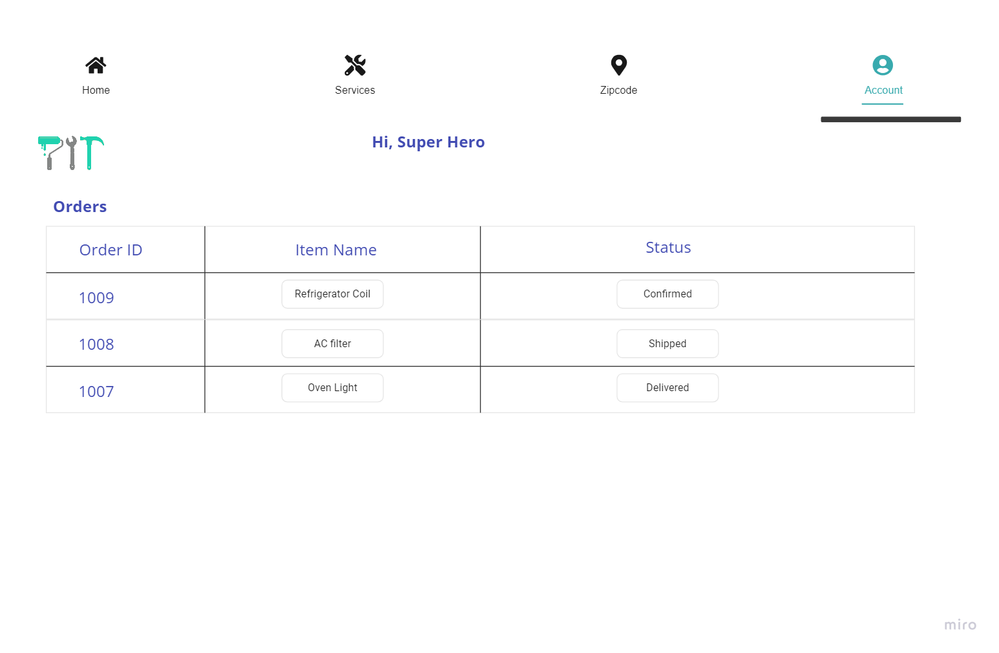 Home Services Zipcode Account
Hi, Super Hero
Orders
Order ID Item Name Status
1009 Refrigerator Coil Confirmed
1008 AC filter Shipped
1007 Oven Light Delivered
miro